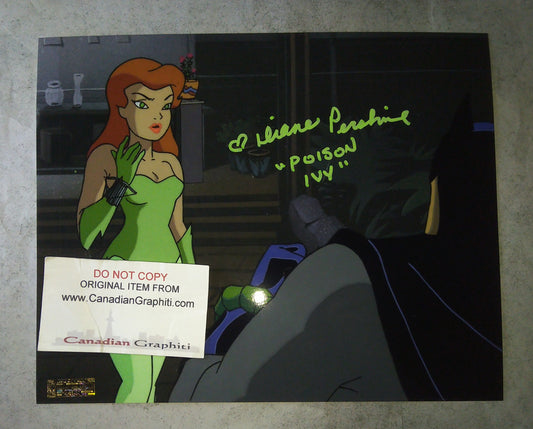 ♡ Diane Pershing
"POISON
IVY"
DO NOT COPY
ORIGINAL ITEM FROM
www.CanadianGraphiti.com
Canadian Graphiti